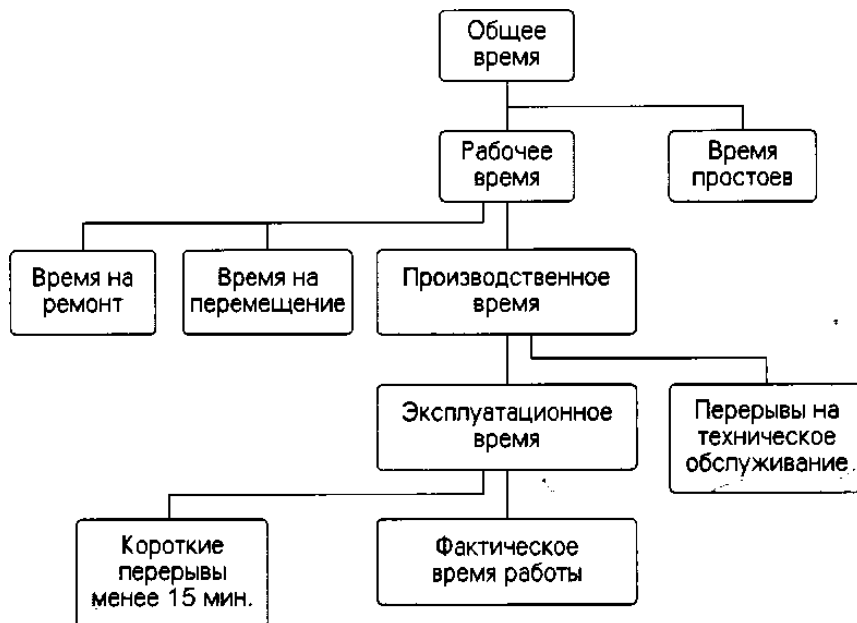 Общее
время
Рабочее
время
Время
простоев
Время на
ремонт
Время на
перемещение
Производственное
время
Эксплуатационное
время
Перерывы на
техническое
обслуживание
Короткие
перерывы
менее 15 мин.
Фактическое
время работы